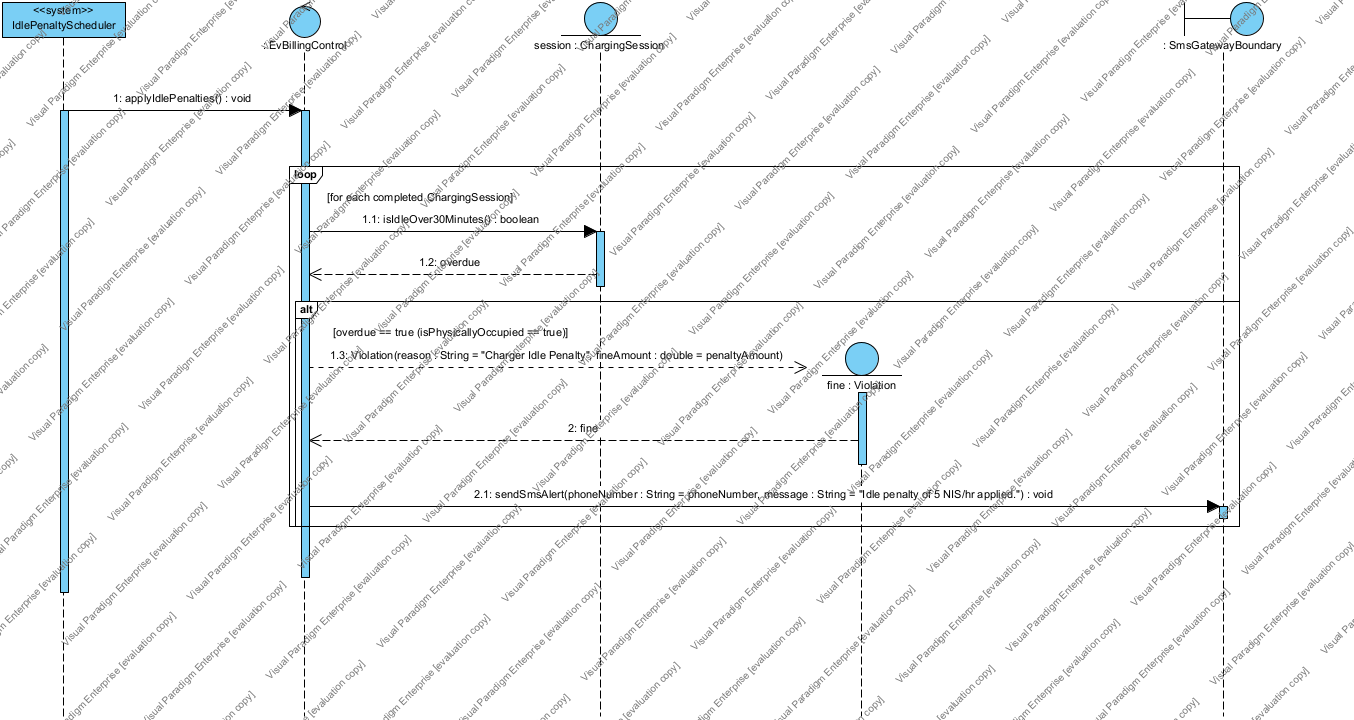 <<system>>
IdlePenaltyScheduler
: EvBillingControl
session : ChargingSession
: SmsGatewayBoundary
1: applyIdlePenalties() : void
loop
[for each completed ChargingSession]
1.1: isIdleOver30Minutes() : boolean
1.2: overdue
alt
[overdue == true (isPhysicallyOccupied == true)]
1.3: Violation(reason : String = "Charger Idle Penalty", fineAmount : double = penaltyAmount)
fine : Violation
2: fine
2.1: sendSmsAlert(phoneNumber : String = phoneNumber, message : String = "Idle penalty of 5 NIS/hr applied.") : void
Visual Paradigm Enterprise [evaluation copy]